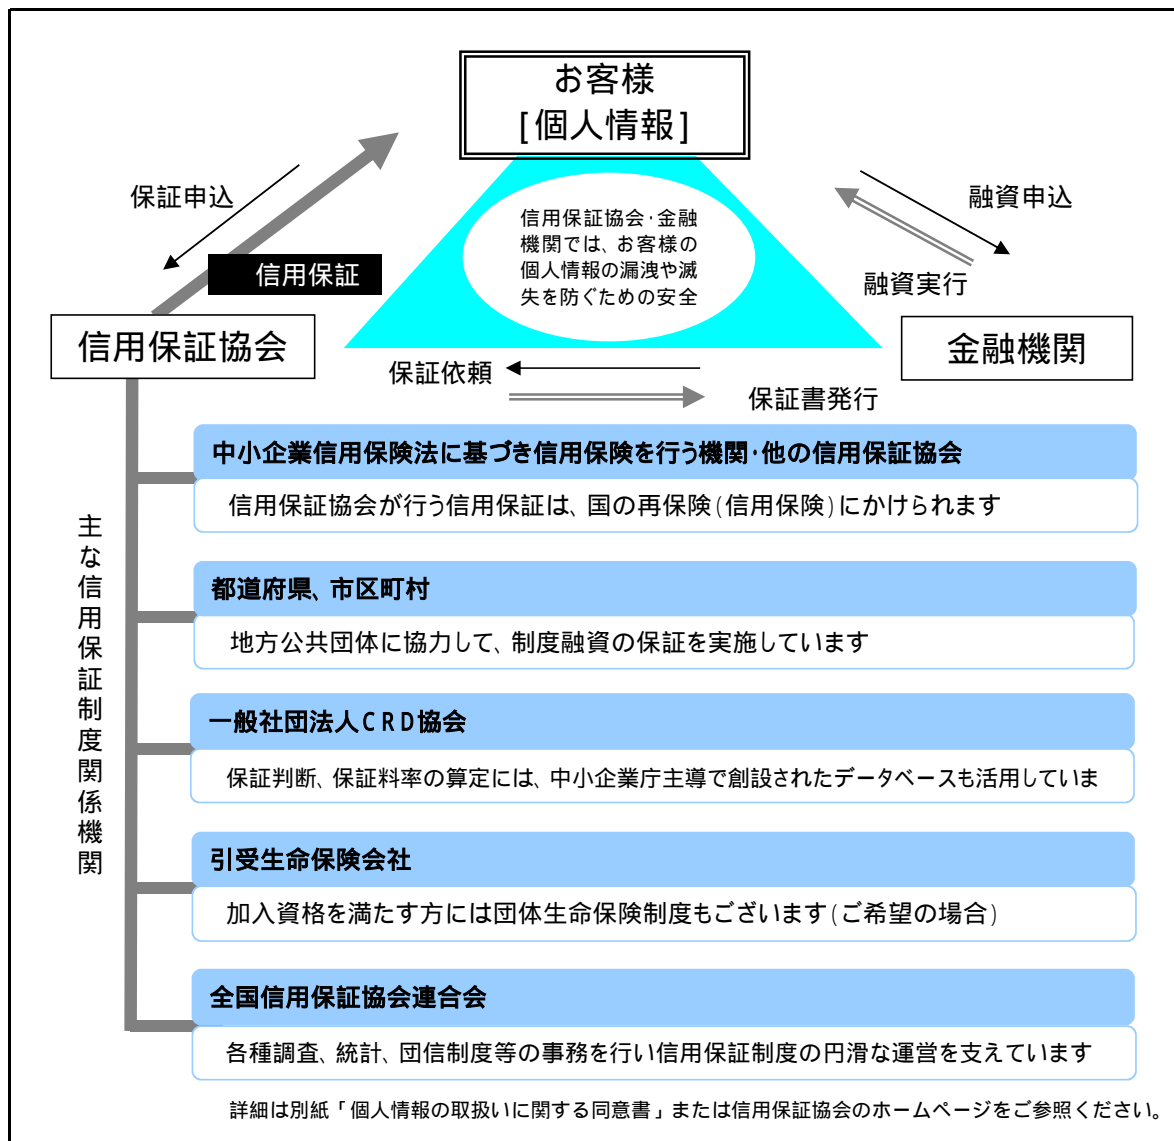 お客様
[個人情報]
保証申込
融資申込
信用保証協会・金融
機関では、お客様の
個人情報の漏洩や滅
失を防ぐための安全
信用保証
融資実行
信用保証協会
金融機関
保証依頼
保証書発行
主な信用保証制度関係機関
中小企業信用保険法に基づき信用保険を行う機関・他の信用保証協会
信用保証協会が行う信用保証は、国の再保険(信用保険)にかけられます
都道府県、市区町村
地方公共団体に協力して、制度融資の保証を実施しています
一般社団法人CRD協会
保証判断、保証料率の算定には、中小企業庁主導で創設されたデータベースも活用していま
引受生命保険会社
加入資格を満たす方には団体生命保険制度もございます(ご希望の場合)
全国信用保証協会連合会
各種調査、統計、団信制度等の事務を行い信用保証制度の円滑な運営を支えています
詳細は別紙「個人情報の取扱いに関する同意書」または信用保証協会のホームページをご参照ください。